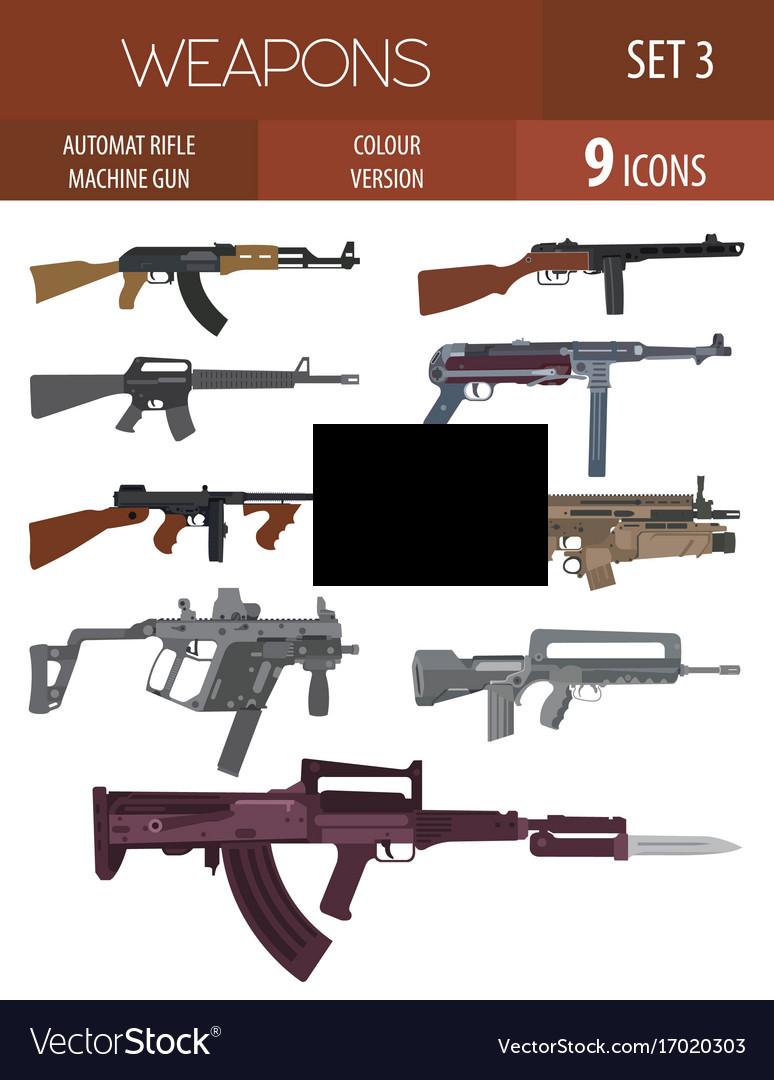 WEAPONS
SET 3
AUTOMAT RIFLE
MACHINE GUN
COLOUR
VERSION
9 ICONS
VectorStock®
VectorStock.com/17020303